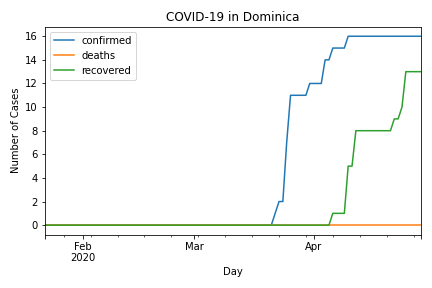 COVID-19 in Dominica
confirmed
deaths
recovered
Number of Cases
16
14
12
10
8
6
4
2
0
Feb
2020
Mar
Apr
Day